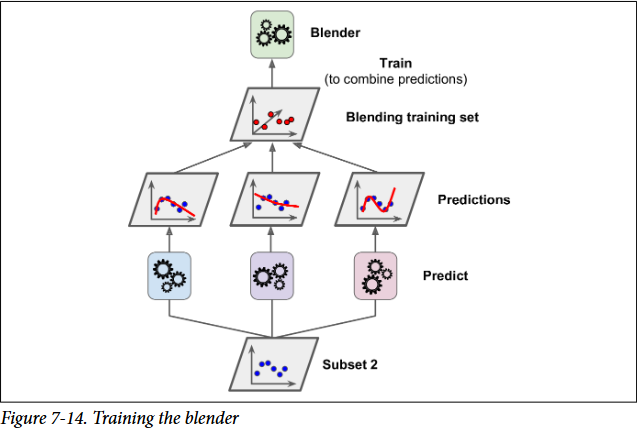 Blender
Train
(to combine predictions)
Blending training set
Predictions
Predict
Subset 2
Figure 7-14. Training the blender